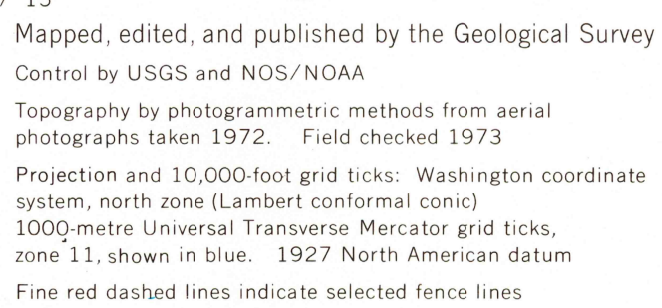 15
Mapped, edited, and published by the Geological Survey
Control by USGS and NOS/NOAA
Topography by photogrammetric methods from aerial
photographs taken 1972. Field checked 1973
Projection and 10,000-foot grid ticks: Washington coordinate
system, north zone (Lambert conformal conic)
1000-metre Universal Transverse Mercator grid ticks,
zone 11, shown in blue. 1927 North American datum
Fine red dashed lines indicate selected fence lines